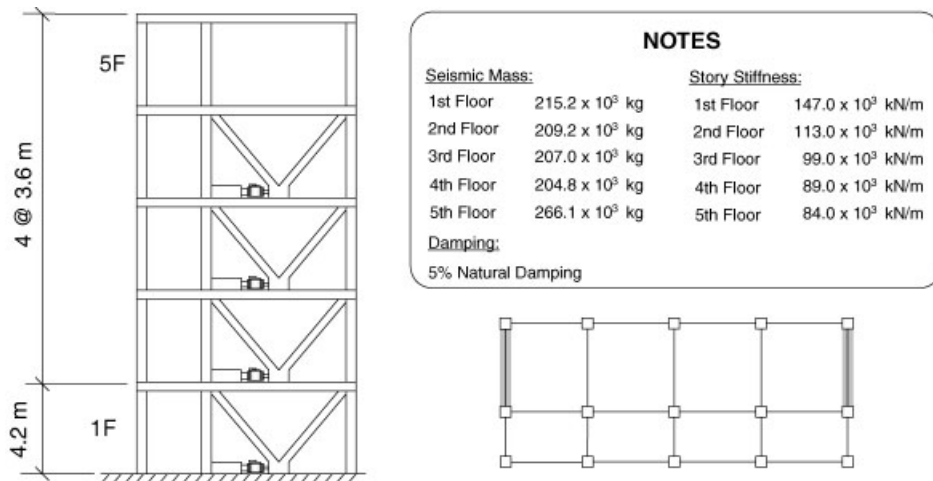 5F
4 @ 3.6 m
1F
4.2 m
NOTES
Seismic Mass:
1st Floor 215.2 x 10³ kg
2nd Floor 209.2 x 10³ kg
3rd Floor 207.0 x 10³ kg
4th Floor 204.8 x 10³ kg
5th Floor 266.1 x 10³ kg
Damping:
5% Natural Damping
Story Stiffness:
1st Floor 147.0 x 10³ kN/m
2nd Floor 113.0 x 10³ kN/m
3rd Floor 99.0 x 10³ kN/m
4th Floor 89.0 x 10³ kN/m
5th Floor 84.0 x 10³ kN/m